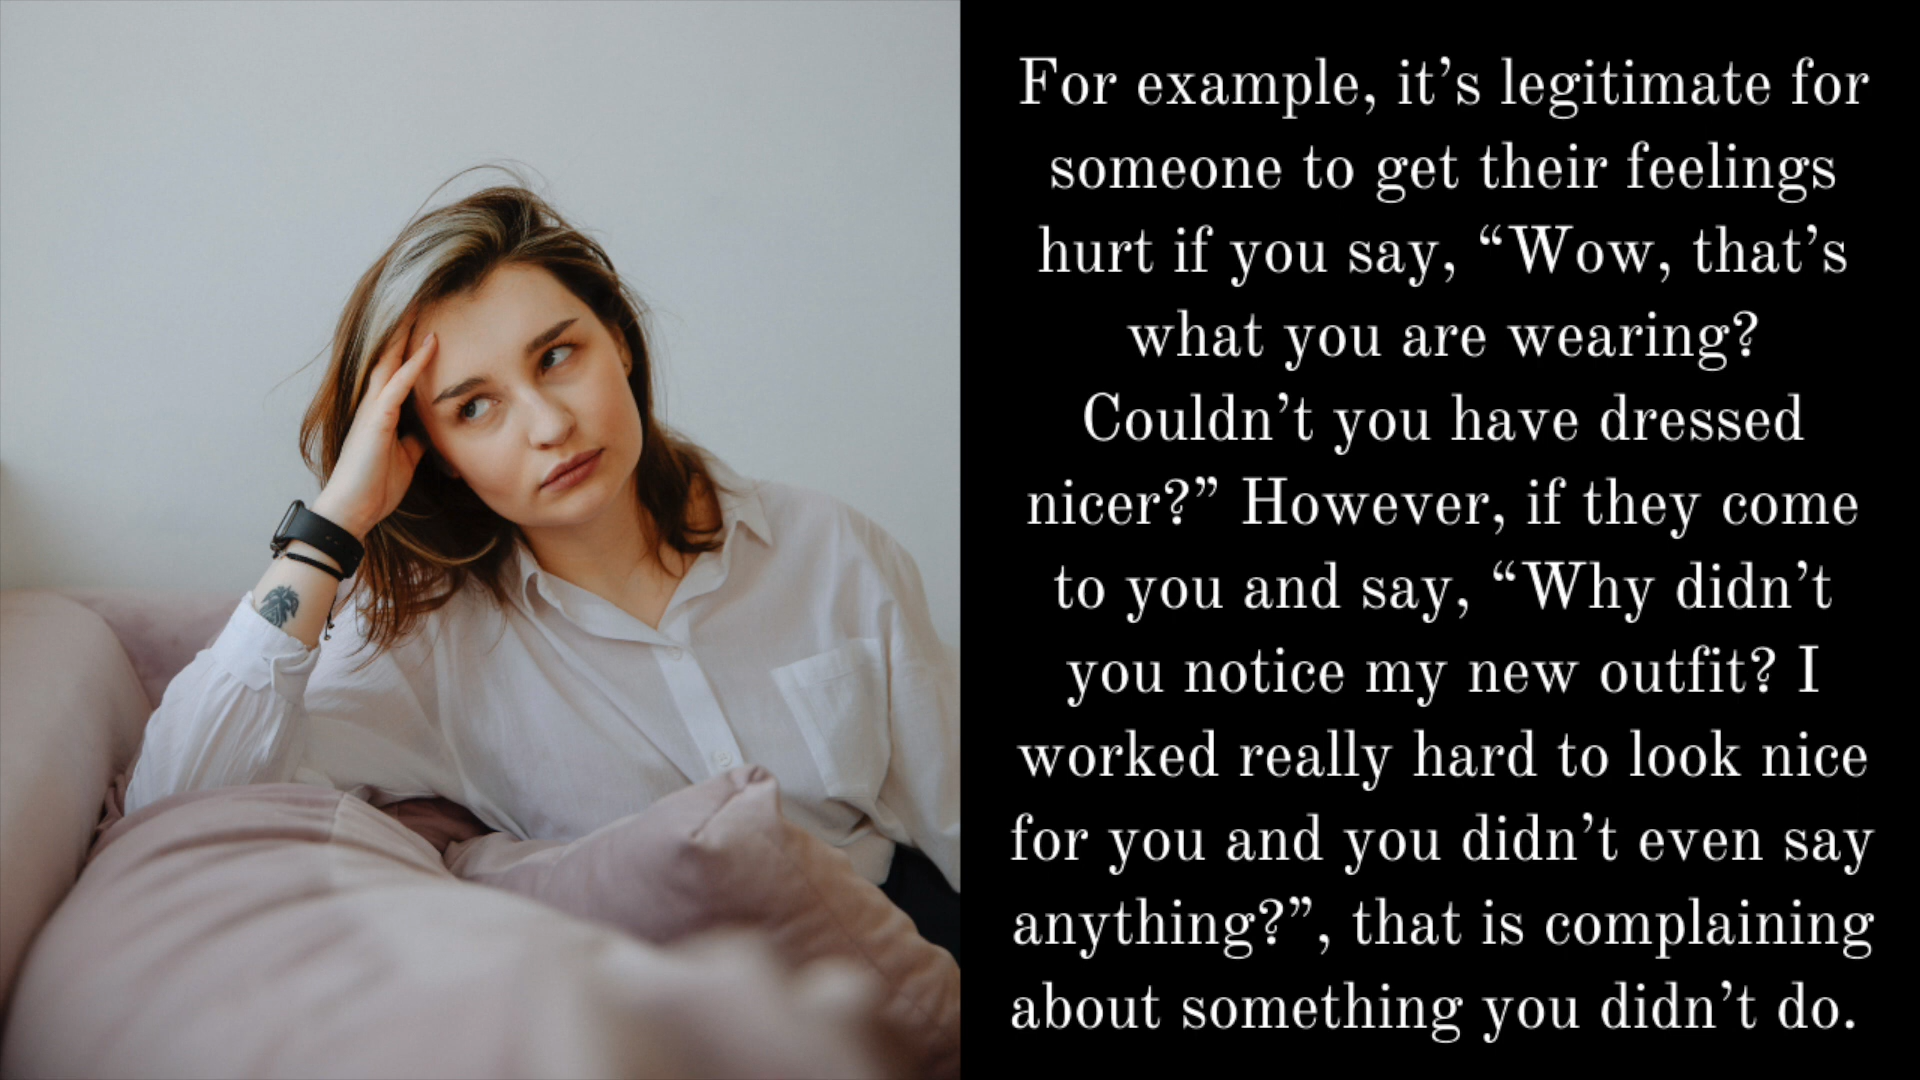 For example, it’s legitimate for
someone to get their feelings
hurt if you say, “Wow, that’s
what you are wearing?
Couldn’t you have dressed
nicer?” However, if they come
to you and say, “Why didn’t
you notice my new outfit? I
worked really hard to look nice
for you and you didn’t even say
anything?”, that is complaining
about something you didn’t do.